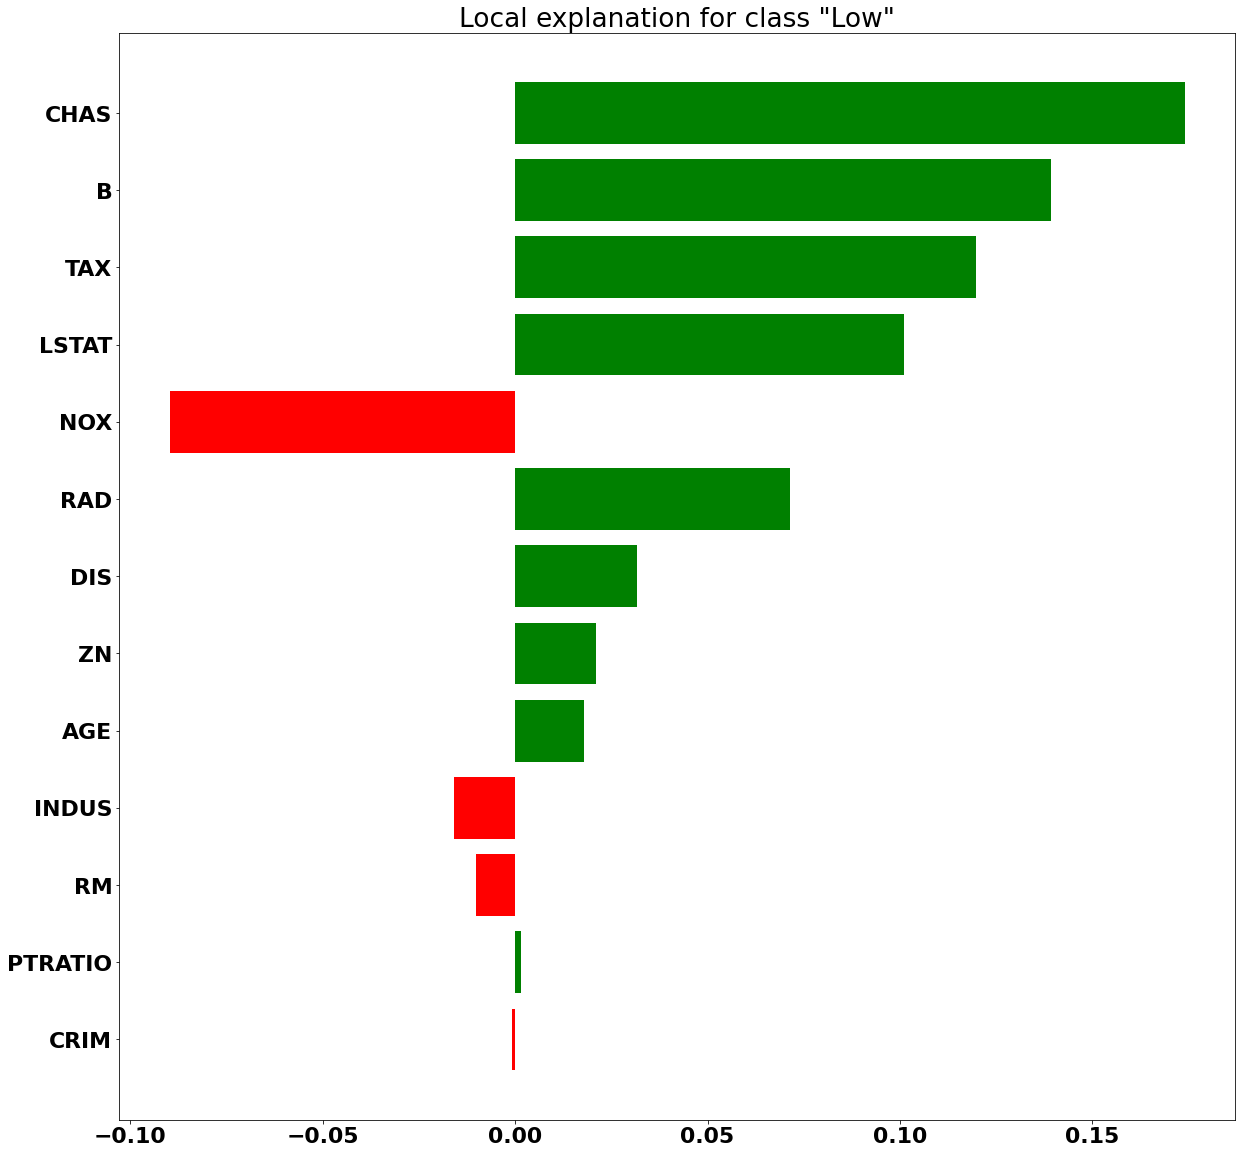 Local explanation for class "Low"
CHAS
B
TAX
LSTAT
NOX
RAD
DIS
ZN
AGE
INDUS
RM
PTRATIO
CRIM
−0.10 −0.05 0.00 0.05 0.10 0.15